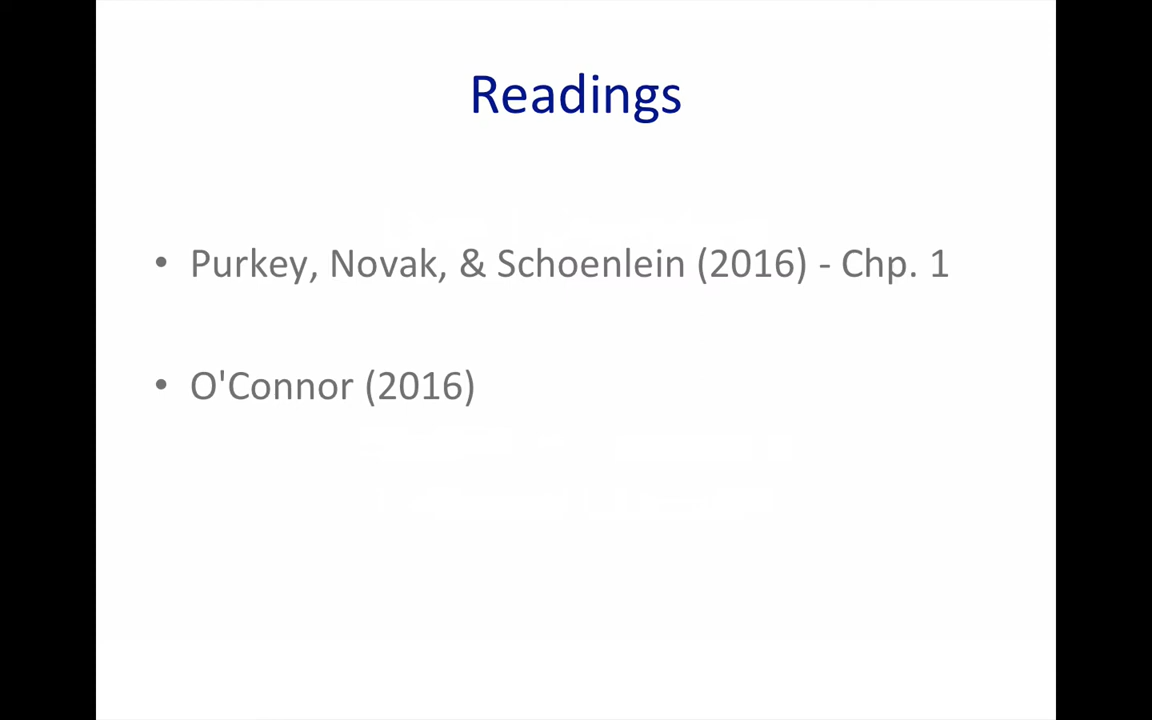 Readings
• Purkey, Novak, & Schoenlein (2016) - Chp. 1
• O'Connor (2016)